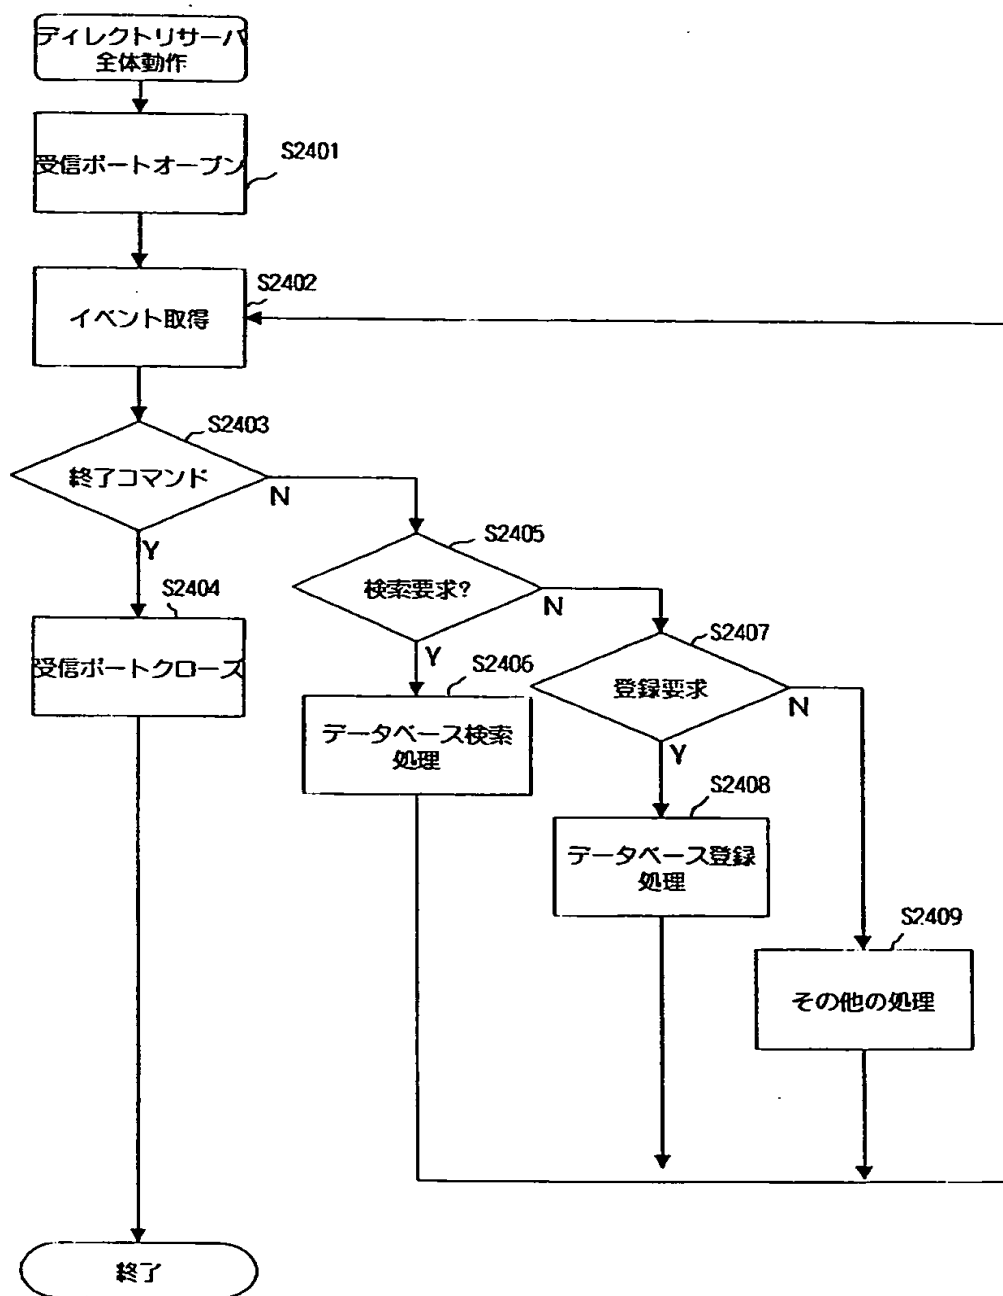 ディレクトリサーバ
全体動作
受信ポートオープン
S2401
S2402
イベント取得
S2403
終了コマンド
N
Y
S2405
検索要求?
N
Y
S2404
受信ポートクローズ
S2407
登録要求
N
Y
S2406
データベース検索
処理
S2408
データベース登録
処理
S2409
その他の処理
終了